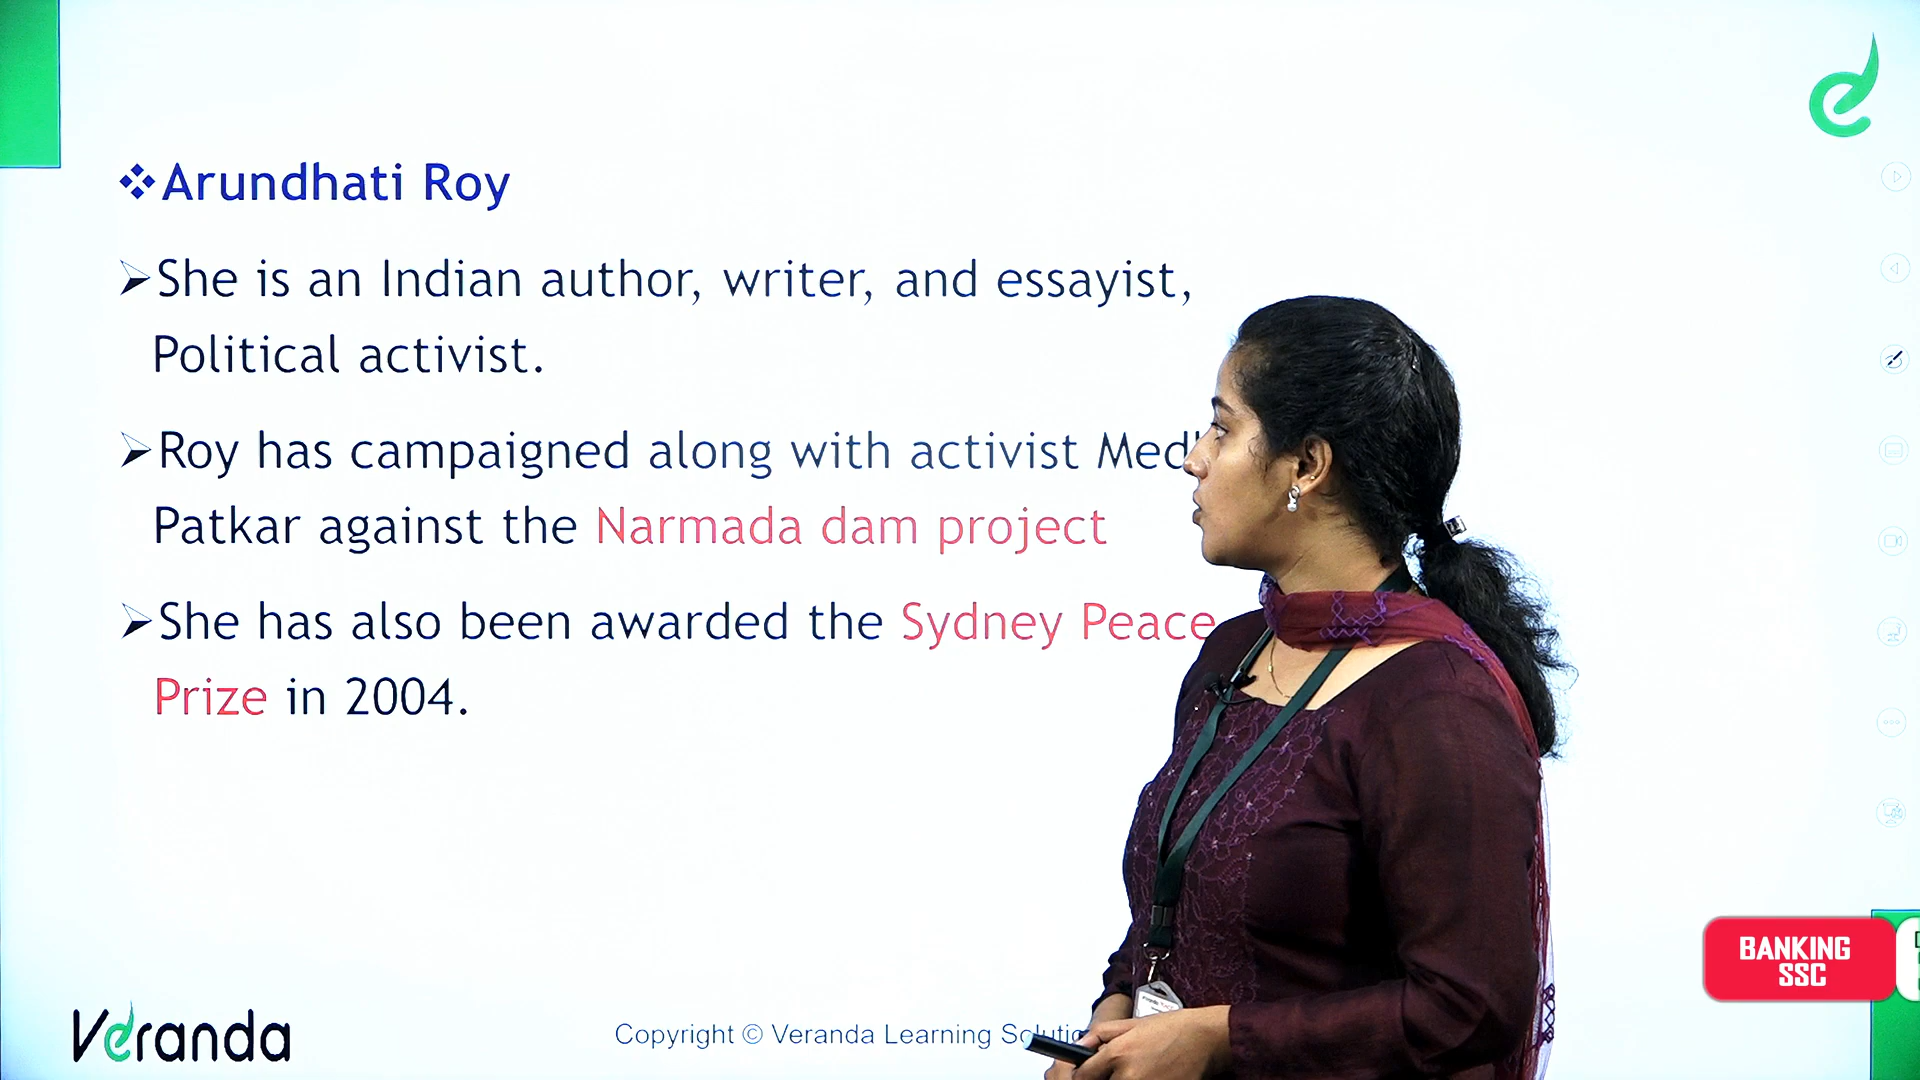 Arundhati Roy
She is an Indian author, writer, and essayist,
Political activist.
Roy has campaigned along with activist
Patkar against the Narmada dam project
She has also been awarded the Sydney Peace
Prize in 2004.
BANKING
SSC
Veranda
Copyright © Veranda Learning